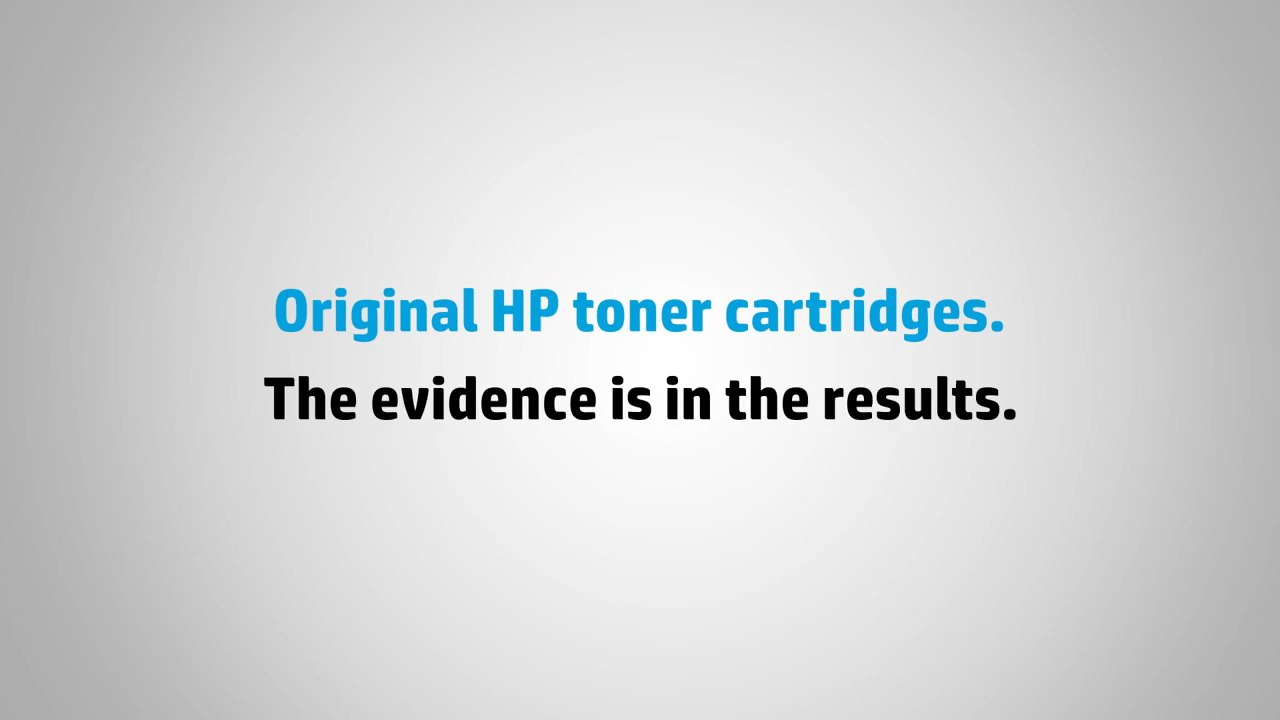 Original HP toner cartridges.
The evidence is in the results.